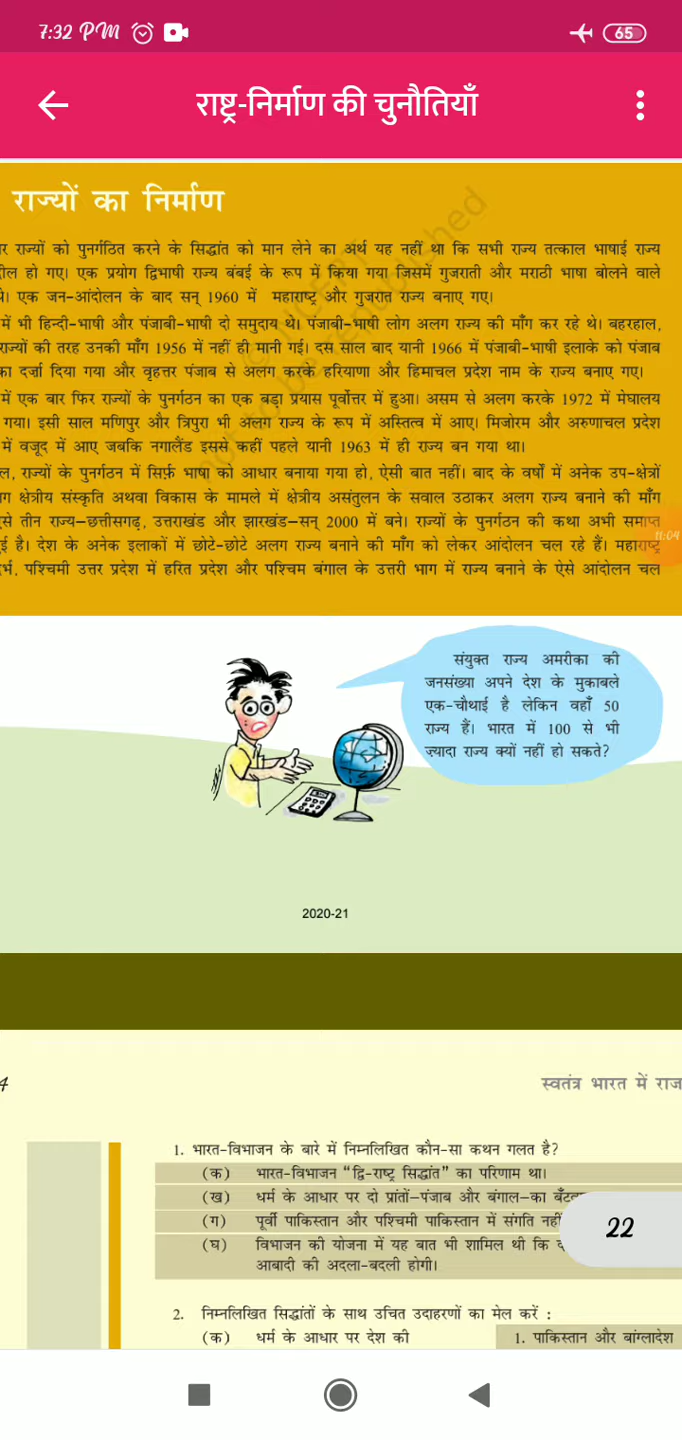 7:32 PM
65
राष्ट्र-निर्माण की चुनौतियाँ
राज्यों का निर्माण
राज्यों को पुनर्गठित करने के सिद्धांत को मान लेने का अर्थ यह नहीं था कि सभी राज्य तत्काल भाषाई राज्य
हो गए। एक प्रयोग द्विभाषी राज्य बंबई के रूप में किया गया जिसमें गुजराती और मराठी भाषा बोलने वाले
एक जन-आंदोलन के बाद सन् 1960 में महाराष्ट्र और गुजरात राज्य बनाए गए।
में भी हिन्दी-भाषी और पंजाबी-भाषी दो समुदाय थे। पंजाबी-भाषी लोग अलग राज्य की माँग कर रहे थे। बहरहाल,
राज्यों की तरह उनकी माँग 1956 में नहीं ही मानी गई। दस साल बाद यानी 1966 में पंजाबी-भाषी इलाके को पंजाब
का दर्ज़ा दिया गया और वृहत्तर पंजाब से अलग करके हरियाणा और हिमाचल प्रदेश नाम के राज्य बनाए गए।
में एक बार फिर राज्यों के पुनर्गठन का एक बड़ा प्रयास पूर्वोत्तर में हुआ। असम से अलग करके 1972 में मेघालय
गया। इसी साल मणिपुर और त्रिपुरा भी अलग राज्य के रूप में अस्तित्व में आए। मिजोरम और अरुणाचल प्रदेश
में वजूद में आए जबकि नगालैंड इससे कहीं पहले यानी 1963 में ही राज्य बन गया था।
राज्यों के पुनर्गठन में सिर्फ़ भाषा को आधार बनाया गया हो, ऐसी बात नहीं। बाद के वर्षों में अनेक उप-क्षेत्रों
क्षेत्रीय संस्कृति अथवा विकास के मामले में क्षेत्रीय असंतुलन के सवाल उठाकर अलग राज्य बनाने की माँग
तीन राज्य–छत्तीसगढ़, उत्तराखंड और झारखंड–सन् 2000 में बने। राज्यों के पुनर्गठन की कथा अभी समाप्त
है। देश के अनेक इलाकों में छोटे-छोटे अलग राज्य बनाने की माँग को लेकर आंदोलन चल रहे हैं। महाराष्ट्र
पश्चिमी उत्तर प्रदेश में हरित प्रदेश और पश्चिम बंगाल के उत्तरी भाग में राज्य बनाने के ऐसे आंदोलन चल
© NCERT
not to be republished
11:04
संयुक्त राज्य अमरीका की
जनसंख्या अपने देश के मुकाबले
एक-चौथाई है लेकिन वहाँ 50
राज्य हैं। भारत में 100 से भी
ज़्यादा राज्य क्यों नहीं हो सकते?
2020-21
4
स्वतंत्र भारत में राज
1. भारत-विभाजन के बारे में निम्नलिखित कौन-सा कथन गलत है?
(क) भारत-विभाजन “द्वि-राष्ट्र सिद्धांत” का परिणाम था।
(ख) धर्म के आधार पर दो प्रांतों–पंजाब और बंगाल–का
(ग) पूर्वी पाकिस्तान और पश्चिमी पाकिस्तान में संगति नहीं
(घ) विभाजन की योजना में यह बात भी शामिल थी कि
आबादी की अदला-बदली होगी।
22
2. निम्नलिखित सिद्धांतों के साथ उचित उदाहरणों का मेल करें :
(क) धर्म के आधार पर देश की
1. पाकिस्तान और बांग्लादेश